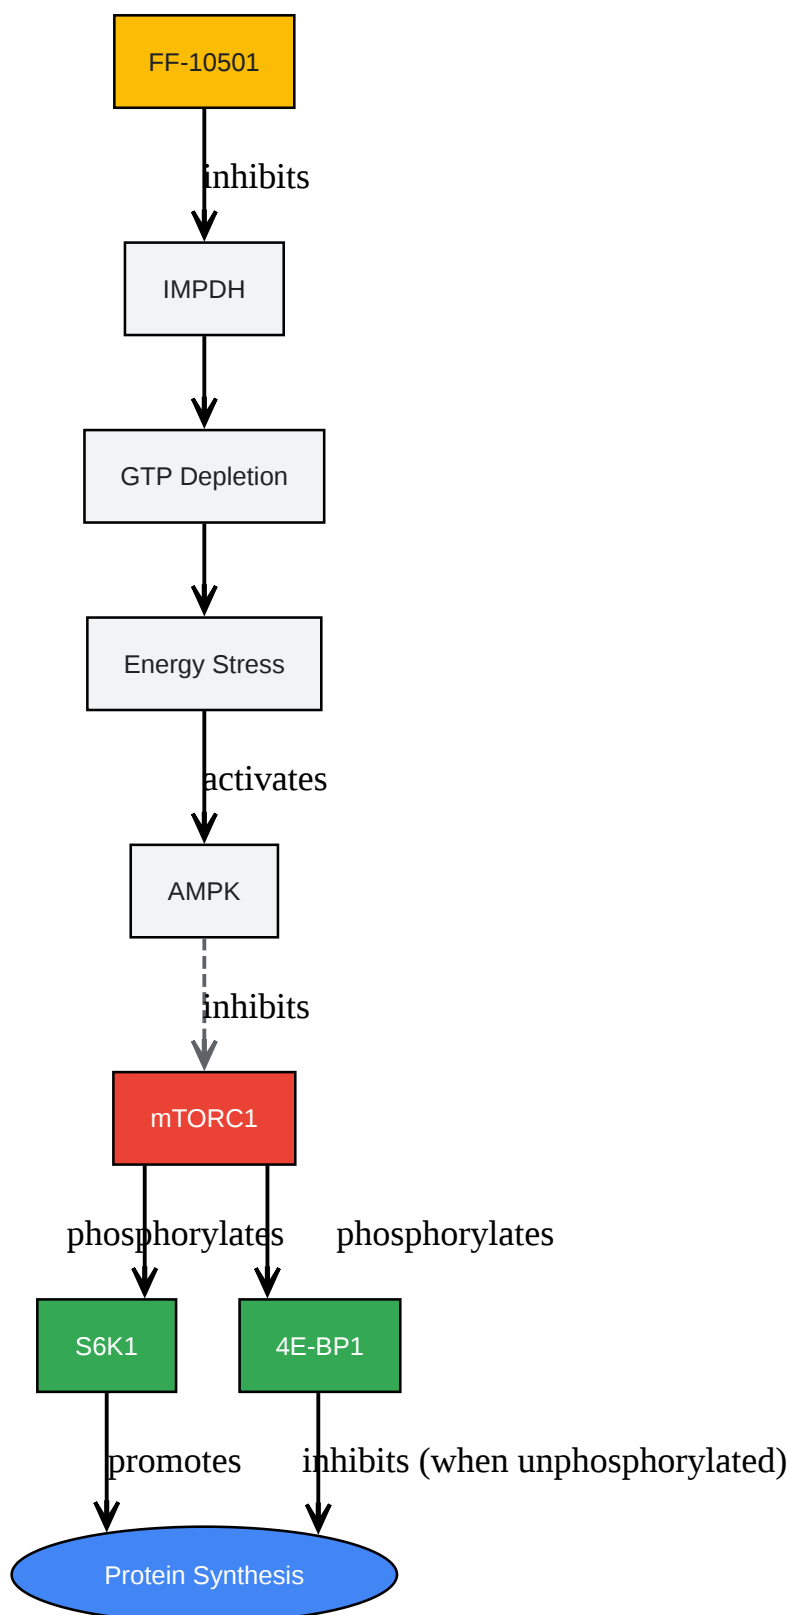 FF-10501
inhibits
IMPDH
GTP Depletion
Energy Stress
activates
AMPK
inhibits
mTORC1
phosphorylates
phosphorylates
S6K1
4E-BP1
promotes
inhibits (when unphosphorylated)
Protein Synthesis